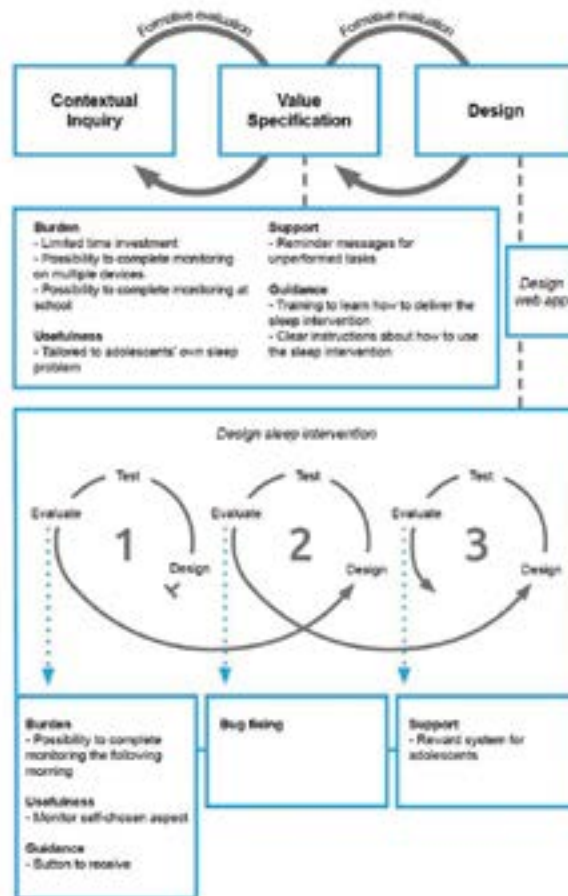 Formative evaluation
Formative evaluation
Contextual
Inquiry
Value
Specification
Design
Burden
- Limited time investment
- Possibility to complete monitoring
on multiple devices
- Possibility to complete monitoring at
school
Usefulness
- Tailored to adolescents' own sleep
problem
Support
- Reminder messages for
unperformed tasks
Guidance
- Training to learn how to deliver the
sleep intervention
- Clear instructions about how to use
the sleep intervention
Design
web app
Design sleep intervention
Test
Evaluate
1
Design
Test
Evaluate
2
Design
Test
Evaluate
3
Design
Burden
- Possibility to complete
monitoring the following
morning
Usefulness
- Monitor self-chosen aspect
Guidance
- Button to receive
Bug fixing
Support
- Reward system for
adolescents